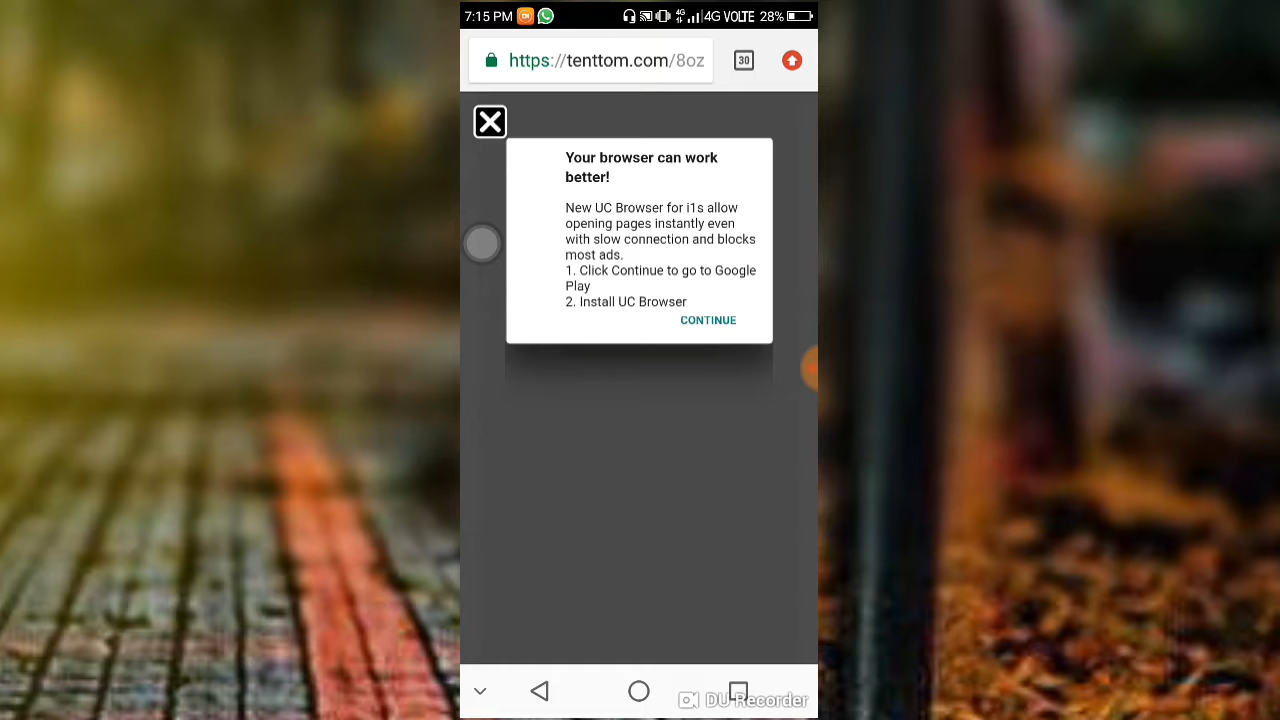 7:15 PM 4G 4G VOLTE 28%
https://tenttom.com/8oz 30
Your browser can work
better!
New UC Browser for i1s allow
opening pages instantly even
with slow connection and blocks
most ads.
1. Click Continue to go to Google
Play
2. Install UC Browser
CONTINUE
DU Recorder